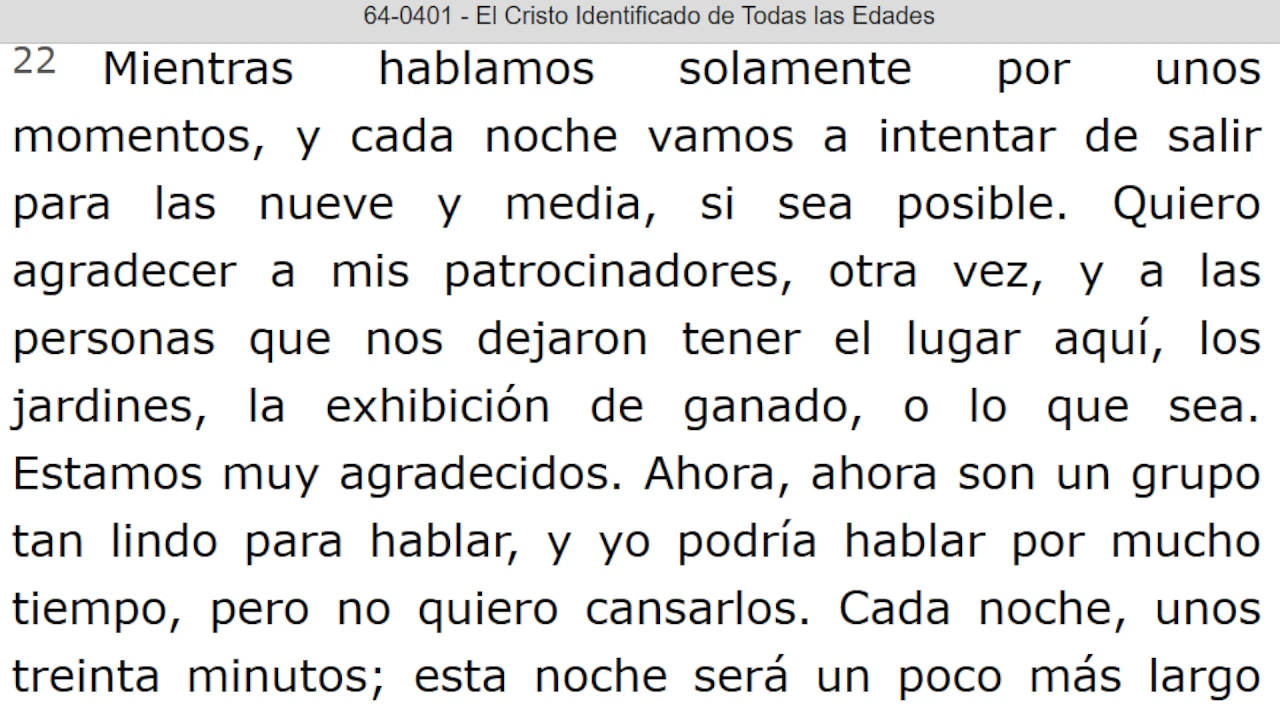 64-0401 - El Cristo Identificado de Todas las Edades
22 Mientras hablamos solamente por unos
momentos, y cada noche vamos a intentar de salir
para las nueve y media, si sea posible. Quiero
agradecer a mis patrocinadores, otra vez, y a las
personas que nos dejaron tener el lugar aquí, los
jardines, la exhibición de ganado, o lo que sea.
Estamos muy agradecidos. Ahora, ahora son un grupo
tan lindo para hablar, y yo podría hablar por mucho
tiempo, pero no quiero cansarlos. Cada noche, unos
treinta minutos; esta noche será un poco más largo